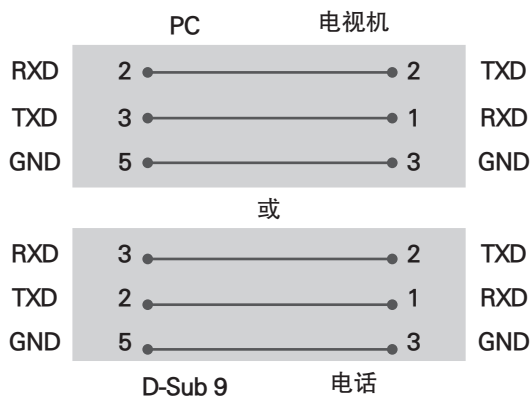 PC 电视机
RXD 2 2 TXD
TXD 3 1 RXD
GND 5 3 GND
或
RXD 3 2 TXD
TXD 2 1 RXD
GND 5 3 GND
D-Sub 9 电话